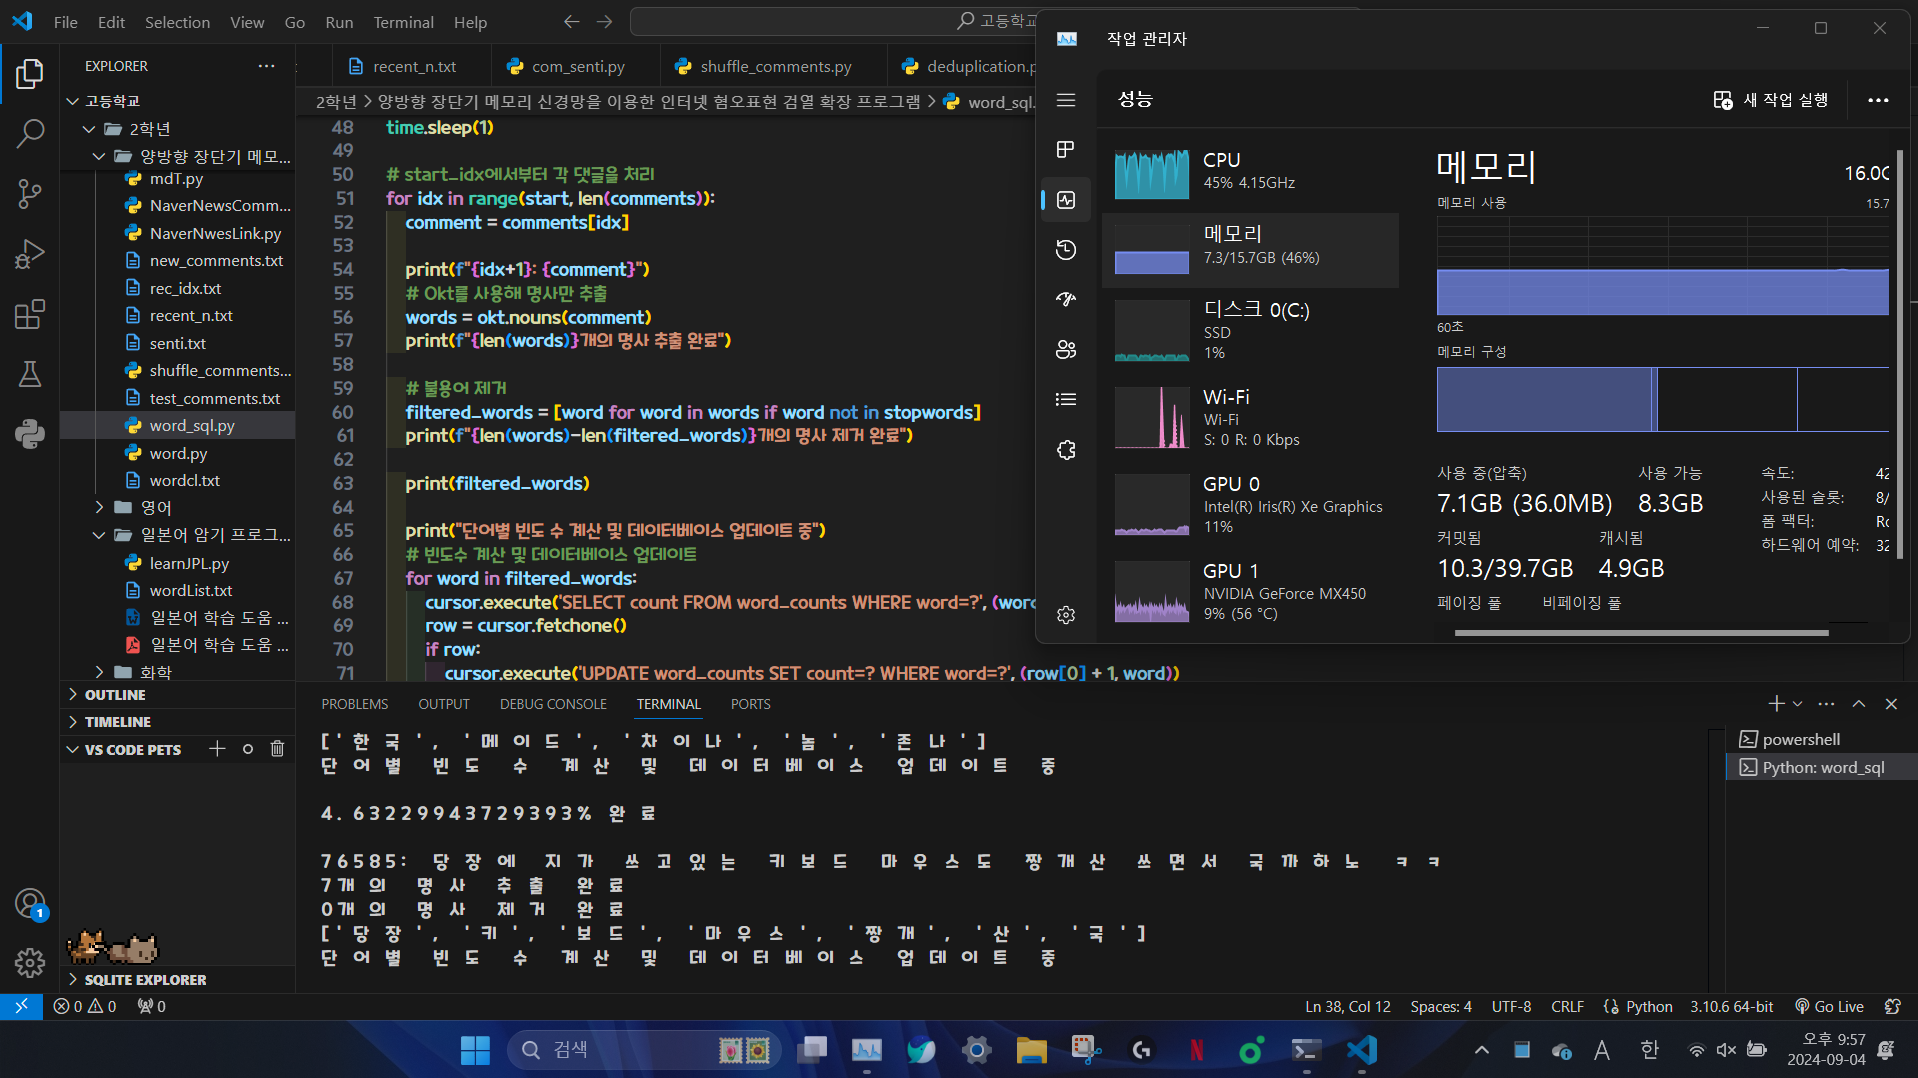 File Edit Selection View Go Run Terminal Help
고등학교
EXPLORER
고등학교
2학년
양방향 장단기 메모...
mdT.py
NaverNewsComm...
NaverNwesLink.py
new_comments.txt
rec_idx.txt
recent_n.txt
senti.txt
shuffle_comments...
test_comments.txt
word_sql.py
word.py
wordcl.txt
영어
일본어 암기 프로그...
learnJPL.py
wordList.txt
일본어 학습 도움 ...
일본어 학습 도움 ...
화학
OUTLINE
TIMELINE
VS CODE PETS
SQLITE EXPLORER
recent_n.txt com_senti.py shuffle_comments.py deduplication.p
2학년 > 양방향 장단기 메모리 신경망을 이용한 인터넷 혐오표현 검열 확장 프로그램 > word_sql.
48 time.sleep(1)
49
50 # start_idx에서부터 각 댓글을 처리
51 for idx in range(start, len(comments)):
52 comment = comments[idx]
53
54 print(f"{idx+1}: {comment}")
55 # Okt를 사용해 명사만 추출
56 words = okt.nouns(comment)
57 print(f"{len(words)}개의 명사 추출 완료")
58
59 # 불용어 제거
60 filtered_words = [word for word in words if word not in stopwords]
61 print(f"{len(words)-len(filtered_words)}개의 명사 제거 완료")
62
63 print(filtered_words)
64
65 print("단어별 빈도 수 계산 및 데이터베이스 업데이트 중")
66 # 빈도수 계산 및 데이터베이스 업데이트
67 for word in filtered_words:
68 cursor.execute('SELECT count FROM word_counts WHERE word=?', (word
69 row = cursor.fetchone()
70 if row:
71 cursor.execute('UPDATE word_counts SET count=? WHERE word=?', (row[0] + 1, word))
작업 관리자
성능
새 작업 실행
CPU
45% 4.15GHz
메모리
7.3/15.7GB (46%)
디스크 0(C:)
SSD
1%
Wi-Fi
Wi-Fi
S: 0 R: 0 Kbps
GPU 0
Intel(R) Iris(R) Xe Graphics
11%
GPU 1
NVIDIA GeForce MX450
9% (56 °C)
메모리 16.0G
메모리 사용 15.7
60초
메모리 구성
사용 중(압축) 사용 가능
7.1GB (36.0MB) 8.3GB
커밋됨 캐시됨
10.3/39.7GB 4.9GB
페이징 풀 비페이징 풀
속도: 42
사용된 슬롯: 8/
폼 팩터: Ro
하드웨어 예약: 32
PROBLEMS OUTPUT DEBUG CONSOLE TERMINAL PORTS
['한국', '메이드', '차이나', '놈', '존나']
단어별 빈도 수 계산 및 데이터베이스 업데이트 중
4.63229943729393% 완료
76585: 당장에 지가 쓰고있는 키보드 마우스도 짱개산 쓰면서 국까하노 ㅋㅋ
7개의 명사 추출 완료
0개의 명사 제거 완료
['당장', '키', '보드', '마우스', '짱개', '산', '국']
단어별 빈도 수 계산 및 데이터베이스 업데이트 중
powershell
Python: word_sql
1
0 0 0
Ln 38, Col 12 Spaces: 4 UTF-8 CRLF Python 3.10.6 64-bit Go Live
검색
A 한
오후 9:57
2024-09-04